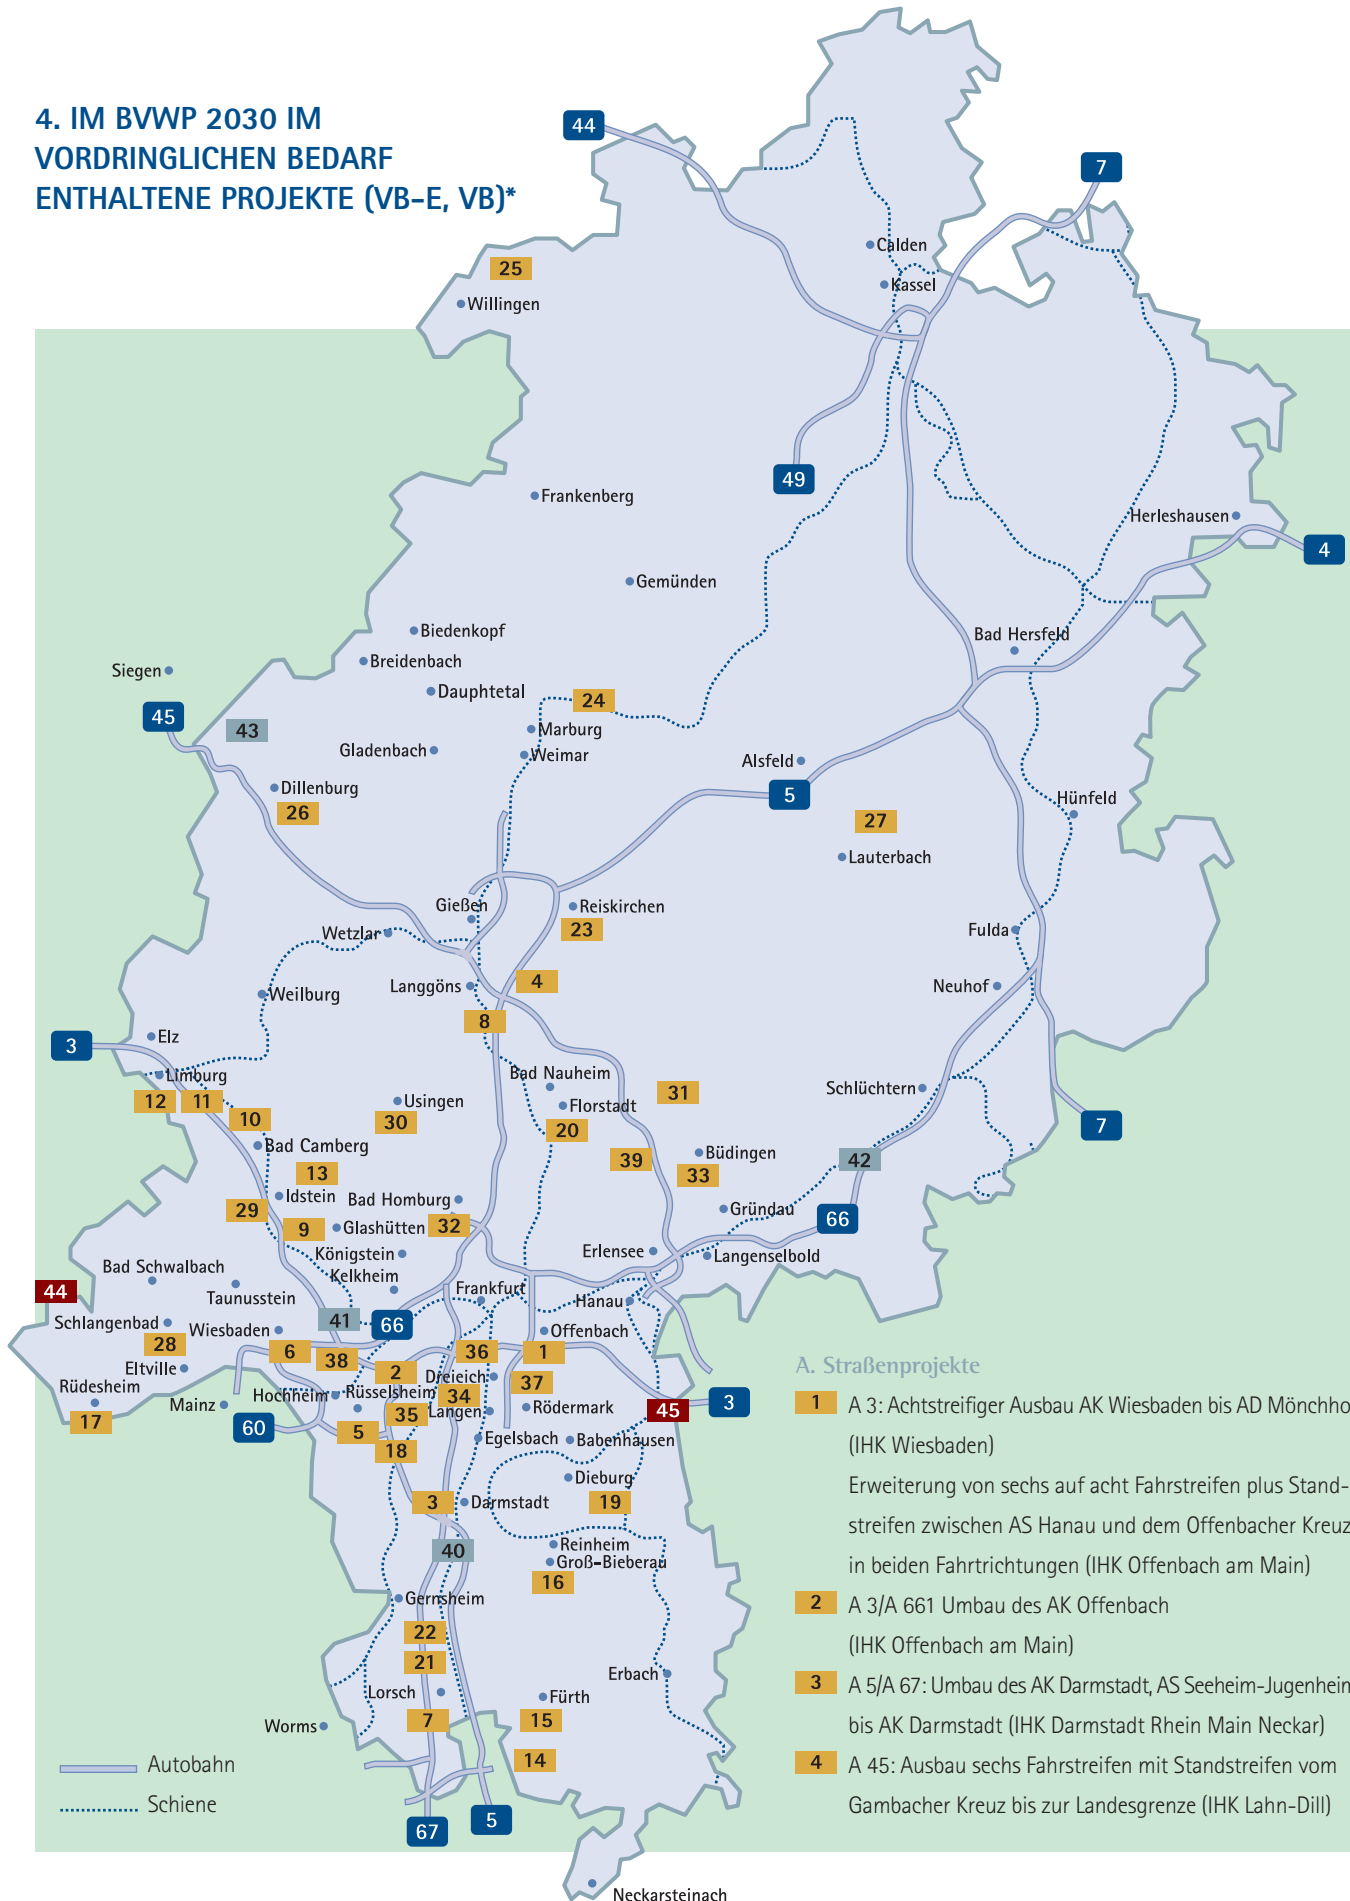 4. IM BVWP 2030 IM
VORDRINGLICHEN BEDARF
ENTHALTENE PROJEKTE (VB-E, VB)*
44
7
Calden
25
Kassel
Willingen
49
Frankenberg
Herleshausen
4
Gemünden
Biedenkopf
Bad Hersfeld
Breidenbach
Siegen
Dauphtetal
24
45
43
Marburg
Gladenbach
Weimar
Alsfeld
Dillenburg
5
Hünfeld
26
27
Lauterbach
Gießen
Reiskirchen
Wetzlar
23
Fulda
4
Langgöns
Neuhof
Weilburg
8
Elz
3
Limburg
Bad Nauheim
Schlüchtern
12
11
Usingen
31
10
30
Florstadt
20
7
Bad Camberg
39
Büdingen
42
13
33
Idstein
Bad Homburg
29
Gründau
9
Glashütten
32
66
Königstein
Erlensee
Langenselbold
Bad Schwalbach
Kelkheim
44
Taunusstein
Frankfurt
Hanau
Schlangenbad
41
66
Wiesbaden
Offenbach
28
6
36
1
Eltville
38
2
Dreieich
Rüdesheim
37
Hochheim
Rüsselsheim
34
3
Mainz
Langen
Rödermark
45
17
60
35
5
Egelsbach
Babenhausen
18
Dieburg
3
Darmstadt
19
40
Reinheim
Groß-Bieberau
16
Gernsheim
22
21
Erbach
Lorsch
Fürth
7
15
Worms
14
67
5
Neckarsteinach
Autobahn
Schiene
A. Straßenprojekte
1 A 3: Achtstreifiger Ausbau AK Wiesbaden bis AD Mönchho
(IHK Wiesbaden)
Erweiterung von sechs auf acht Fahrstreifen plus Stand-
streifen zwischen AS Hanau und dem Offenbacher Kreuz
in beiden Fahrtrichtungen (IHK Offenbach am Main)
2 A 3/A 661 Umbau des AK Offenbach
(IHK Offenbach am Main)
3 A 5/A 67: Umbau des AK Darmstadt, AS Seeheim-Jugenheim
bis AK Darmstadt (IHK Darmstadt Rhein Main Neckar)
4 A 45: Ausbau sechs Fahrstreifen mit Standstreifen vom
Gambacher Kreuz bis zur Landesgrenze (IHK Lahn-Dill)